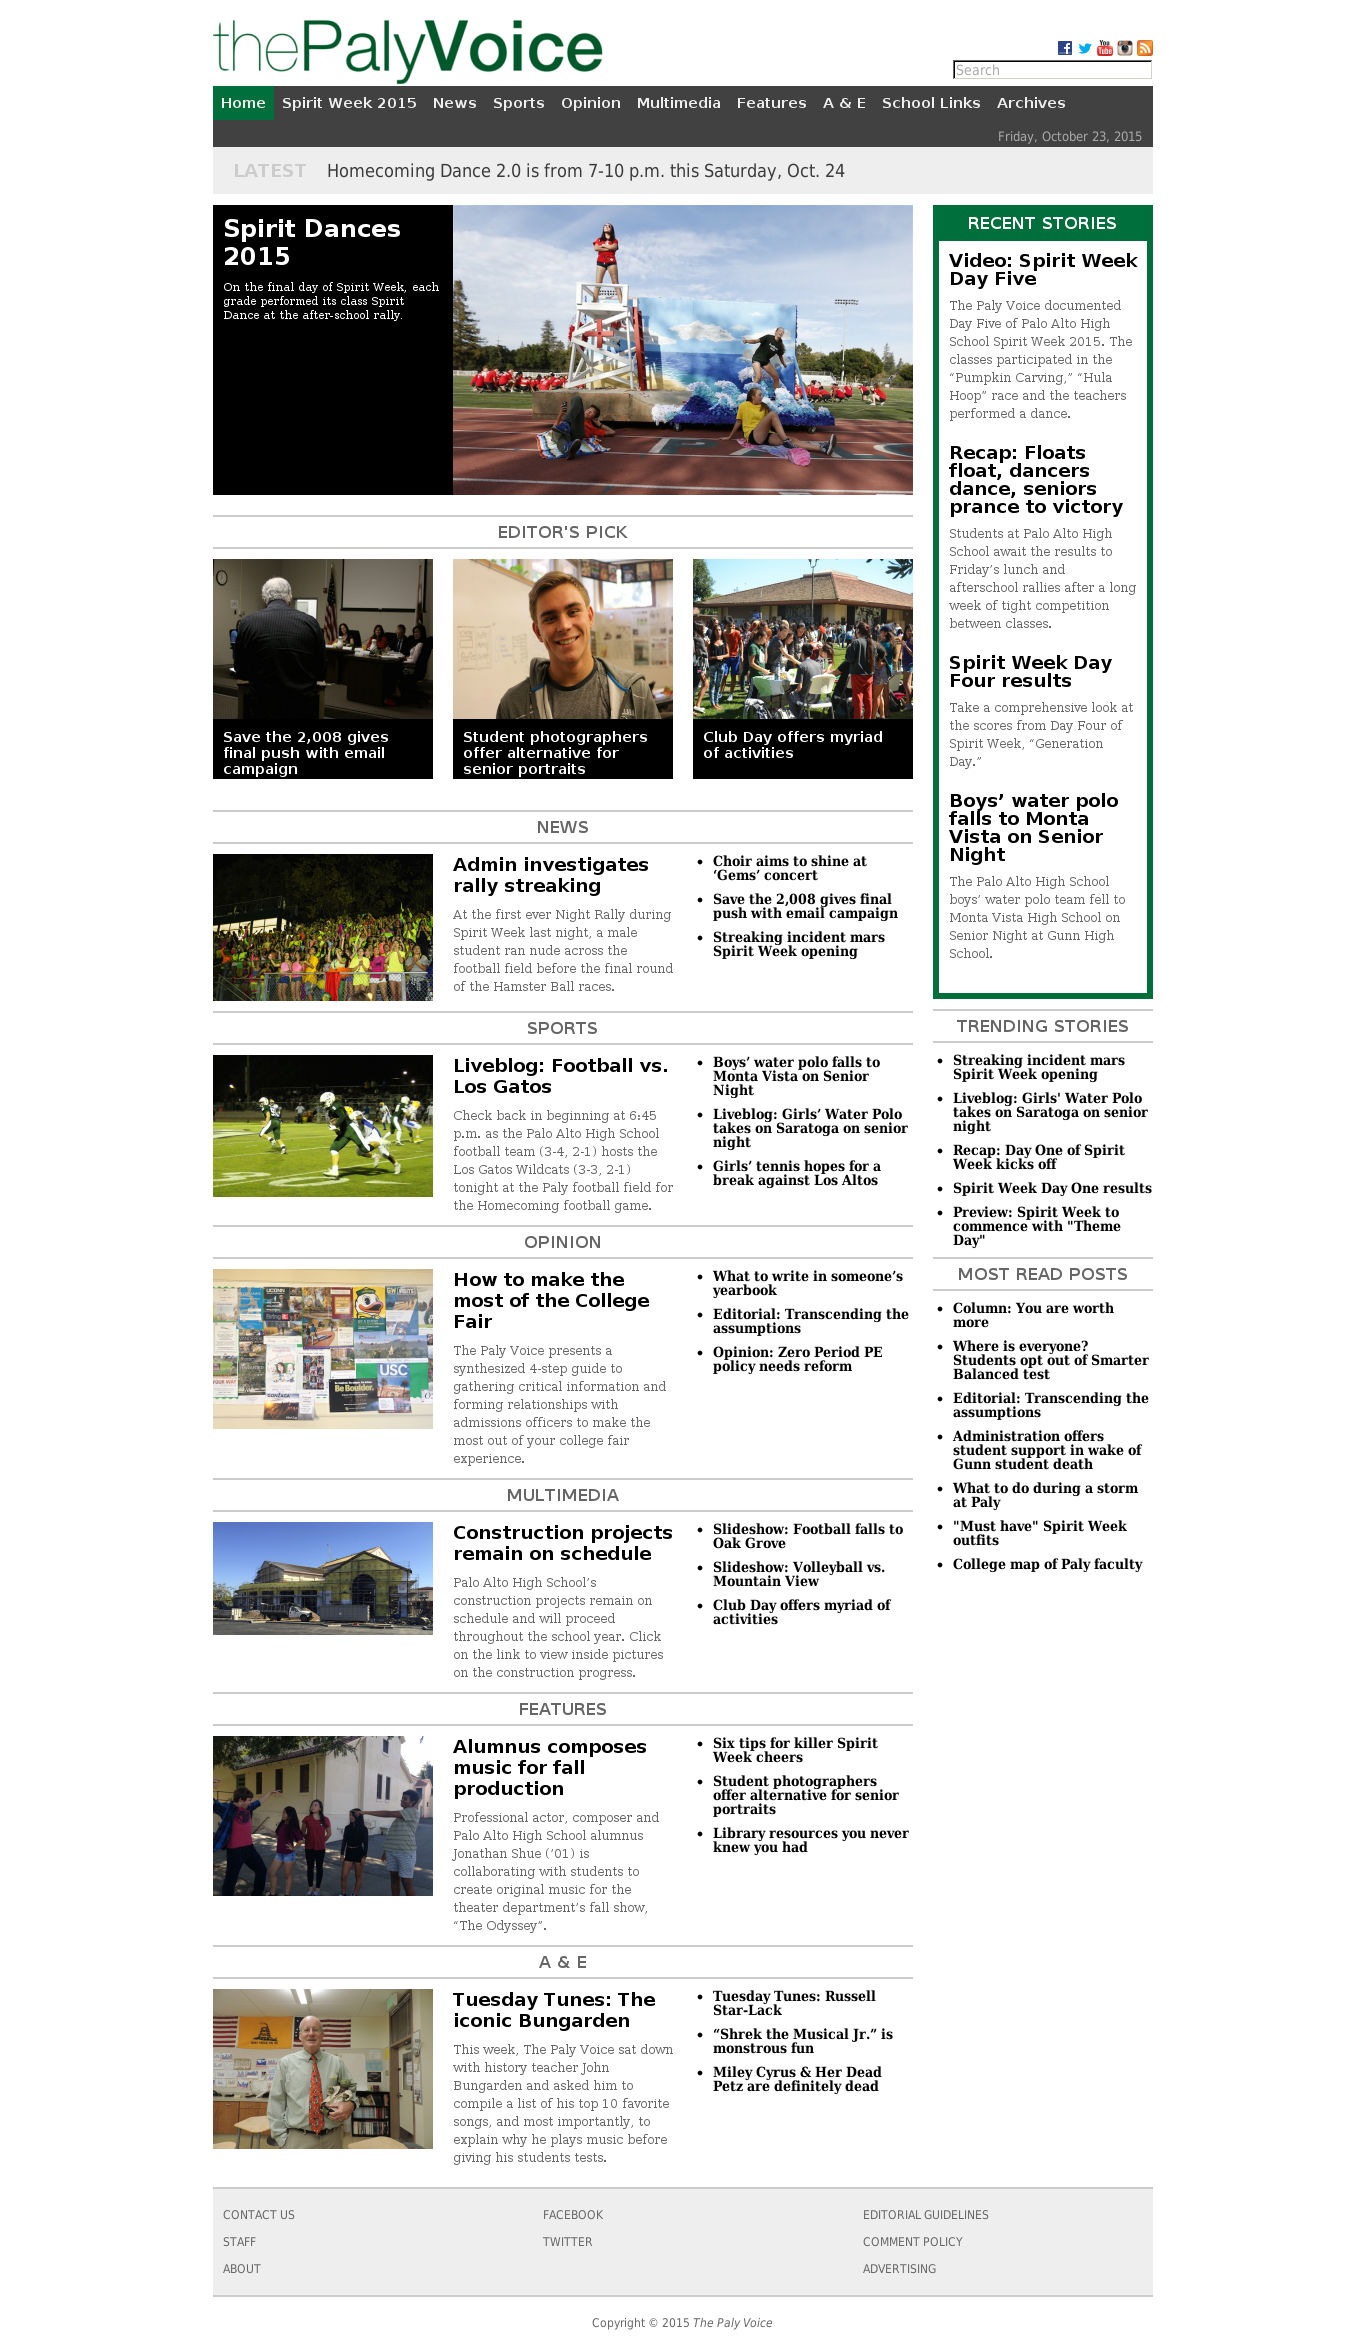 thePalyVoice
Search
Home Spirit Week 2015 News Sports Opinion Multimedia Features A & E School Links Archives
Friday, October 23, 2015
LATEST Homecoming Dance 2.0 is from 7-10 p.m. this Saturday, Oct. 24
Spirit Dances
2015
On the final day of Spirit Week, each
grade performed its class Spirit
Dance at the after-school rally.
EDITOR'S PICK
Save the 2,008 gives
final push with email
campaign
Student photographers
offer alternative for
senior portraits
Club Day offers myriad
of activities
NEWS
Admin investigates
rally streaking
At the first ever Night Rally during
Spirit Week last night, a male
student ran nude across the
football field before the final round
of the Hamster Ball races.
• Choir aims to shine at
‘Gems’ concert
• Save the 2,008 gives final
push with email campaign
• Streaking incident mars
Spirit Week opening
SPORTS
Liveblog: Football vs.
Los Gatos
Check back in beginning at 6:45
p.m. as the Palo Alto High School
football team (3-4, 2-1) hosts the
Los Gatos Wildcats (3-3, 2-1)
tonight at the Paly football field for
the Homecoming football game.
• Boys’ water polo falls to
Monta Vista on Senior
Night
• Liveblog: Girls’ Water Polo
takes on Saratoga on senior
night
• Girls’ tennis hopes for a
break against Los Altos
OPINION
How to make the
most of the College
Fair
The Paly Voice presents a
synthesized 4-step guide to
gathering critical information and
forming relationships with
admissions officers to make the
most out of your college fair
experience.
• What to write in someone’s
yearbook
• Editorial: Transcending the
assumptions
• Opinion: Zero Period PE
policy needs reform
MULTIMEDIA
Construction projects
remain on schedule
Palo Alto High School’s
construction projects remain on
schedule and will proceed
throughout the school year. Click
on the link to view inside pictures
on the construction progress.
• Slideshow: Football falls to
Oak Grove
• Slideshow: Volleyball vs.
Mountain View
• Club Day offers myriad of
activities
FEATURES
Alumnus composes
music for fall
production
Professional actor, composer and
Palo Alto High School alumnus
Jonathan Shue (’01) is
collaborating with students to
create original music for the
theater department’s fall show,
“The Odyssey”.
• Six tips for killer Spirit
Week cheers
• Student photographers
offer alternative for senior
portraits
• Library resources you never
knew you had
A & E
Tuesday Tunes: The
iconic Bungarden
This week, The Paly Voice sat down
with history teacher John
Bungarden and asked him to
compile a list of his top 10 favorite
songs, and most importantly, to
explain why he plays music before
giving his students tests.
• Tuesday Tunes: Russell
Star-Lack
• “Shrek the Musical Jr.” is
monstrous fun
• Miley Cyrus & Her Dead
Petz are definitely dead
RECENT STORIES
Video: Spirit Week
Day Five
The Paly Voice documented
Day Five of Palo Alto High
School Spirit Week 2015. The
classes participated in the
“Pumpkin Carving,” “Hula
Hoop” race and the teachers
performed a dance.
Recap: Floats
float, dancers
dance, seniors
prance to victory
Students at Palo Alto High
School await the results to
Friday’s lunch and
afterschool rallies after a long
week of tight competition
between classes.
Spirit Week Day
Four results
Take a comprehensive look at
the scores from Day Four of
Spirit Week, “Generation
Day.”
Boys’ water polo
falls to Monta
Vista on Senior
Night
The Palo Alto High School
boys’ water polo team fell to
Monta Vista High School on
Senior Night at Gunn High
School.
TRENDING STORIES
• Streaking incident mars
Spirit Week opening
• Liveblog: Girls' Water Polo
takes on Saratoga on senior
night
• Recap: Day One of Spirit
Week kicks off
• Spirit Week Day One results
• Preview: Spirit Week to
commence with "Theme
Day"
MOST READ POSTS
• Column: You are worth
more
• Where is everyone?
Students opt out of Smarter
Balanced test
• Editorial: Transcending the
assumptions
• Administration offers
student support in wake of
Gunn student death
• What to do during a storm
at Paly
• "Must have" Spirit Week
outfits
• College map of Paly faculty
CONTACT US
STAFF
ABOUT
FACEBOOK
TWITTER
EDITORIAL GUIDELINES
COMMENT POLICY
ADVERTISING
Copyright © 2015 The Paly Voice